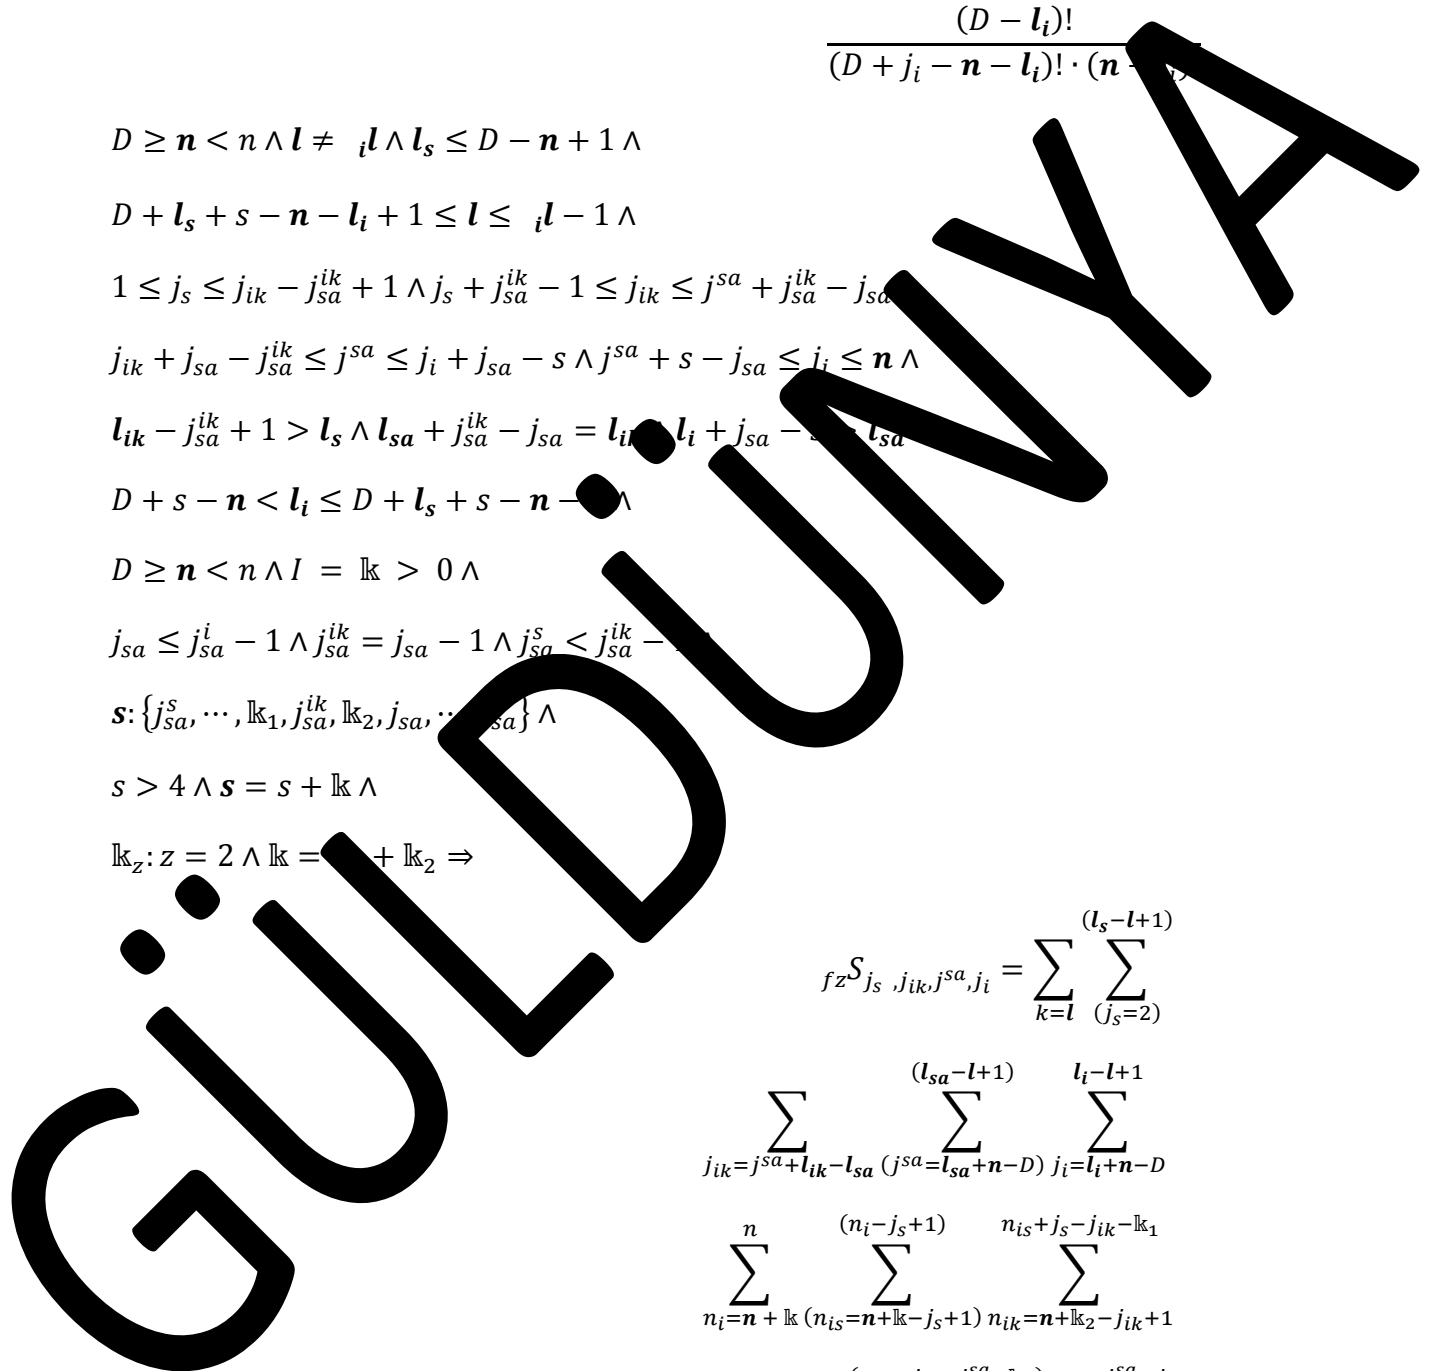 (D − l_i)!
(D + j_i − n − l_i)! · (n
D ≥ n < n ∧ l ≠ _il ∧ l_s ≤ D − n + 1 ∧
D + l_s + s − n − l_i + 1 ≤ l ≤ _il − 1 ∧
1 ≤ j_s ≤ j_ik − j_sa^ik + 1 ∧ j_s + j_sa^ik − 1 ≤ j_ik ≤ j^sa + j_sa^ik − j_sa
j_ik + j_sa − j_sa^ik ≤ j^sa ≤ j_i + j_sa − s ∧ j^sa + s − j_sa ≤ j_i ≤ n ∧
l_ik − j_sa^ik + 1 > l_s ∧ l_sa + j_sa^ik − j_sa = l_ik ∧ l_i + j_sa − l_sa
D + s − n < l_i ≤ D + l_s + s − n − ∧
D ≥ n < n ∧ I = 𝕜 > 0 ∧
j_sa ≤ j_sa^i − 1 ∧ j_sa^ik = j_sa − 1 ∧ j_sa^s < j_sa^ik −
s: {j_sa^s, ⋯, 𝕜_1, j_sa^ik, 𝕜_2, j_sa, sa} ∧
s > 4 ∧ s = s + 𝕜 ∧
𝕜_z: z = 2 ∧ 𝕜 = + 𝕜_2 ⇒
GÜLDÜNYA
(l_s−l+1)
_fzS_{j_s ,j_ik,j^sa,j_i} = ∑ ∑
k=l (j_s=2)
(l_sa−l+1) l_i−l+1
∑ ∑ ∑
j_ik=j^sa+l_ik−l_sa (j^sa=l_sa+n−D) j_i=l_i+n−D
n (n_i−j_s+1) n_is+j_s−j_ik−𝕜_1
∑ ∑ ∑
n_i=n+𝕜 (n_is=n+𝕜−j_s+1) n_ik=n+𝕜_2−j_ik+1